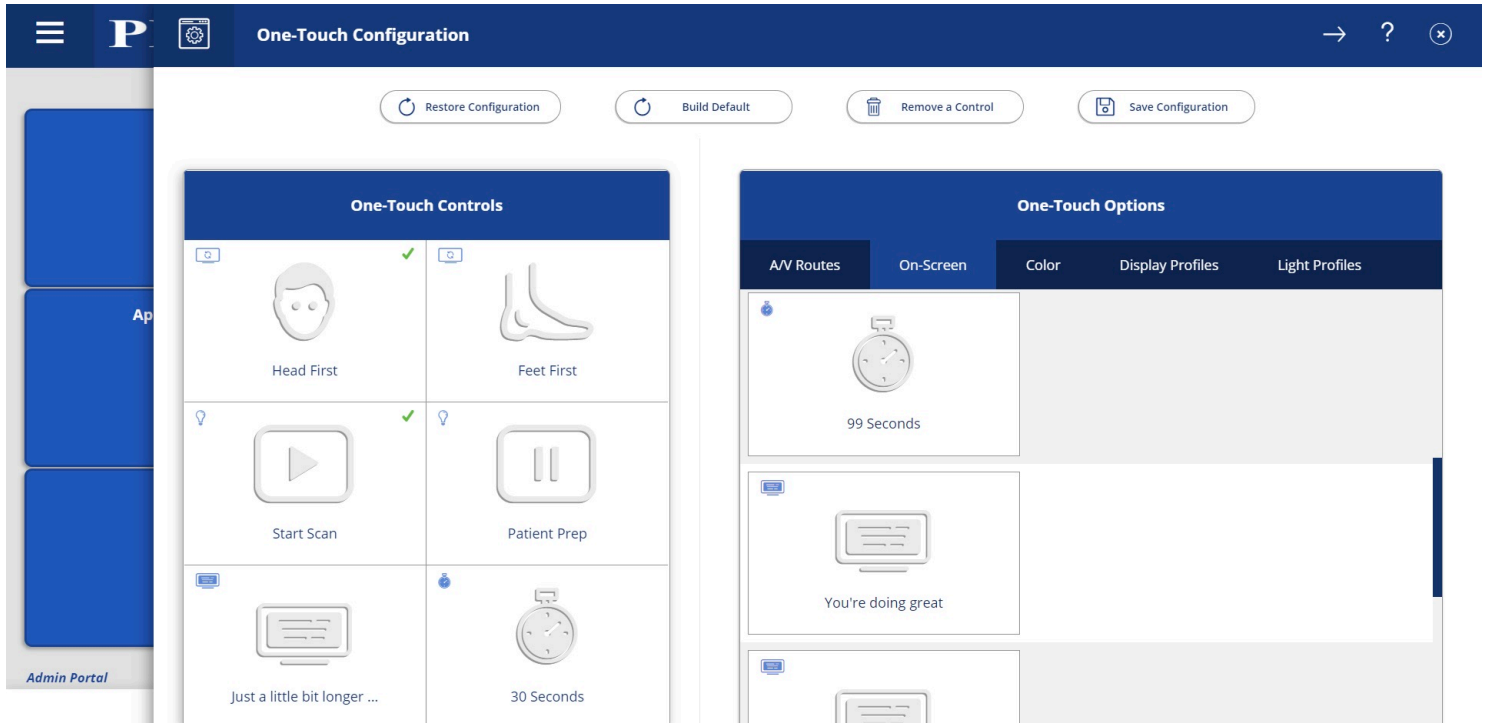 P
One-Touch Configuration
?
Restore Configuration
Build Default
Remove a Control
Save Configuration
One-Touch Controls
Head First
Feet First
Start Scan
Patient Prep
Just a little bit longer ...
30 Seconds
One-Touch Options
A/V Routes
On-Screen
Color
Display Profiles
Light Profiles
99 Seconds
You're doing great
Ap
Admin Portal